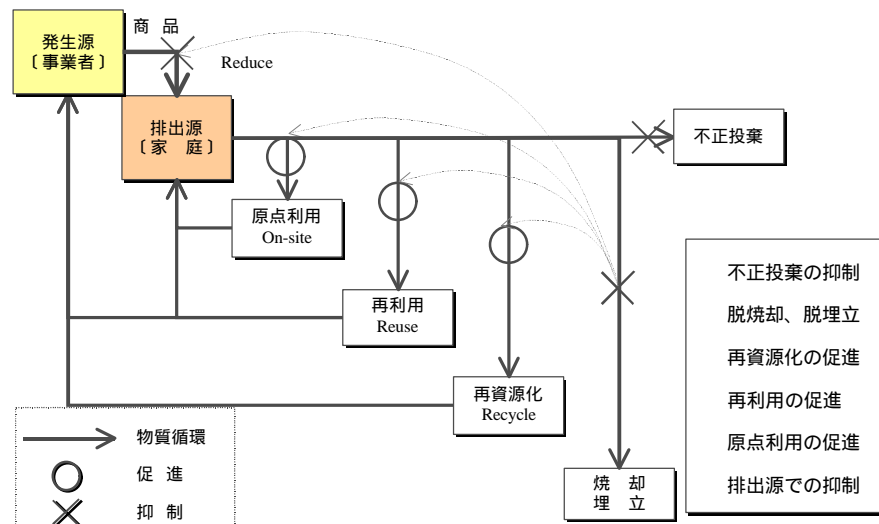 商 品
発生源
〔事業者〕
Reduce
排出源
〔家 庭〕
不正投棄
原点利用
On-site
再利用
Reuse
再資源化
Recycle
焼 却
埋 立
不正投棄の抑制
脱焼却、脱埋立
再資源化の促進
再利用の促進
原点利用の促進
排出源での抑制
物質循環
促 進
抑 制